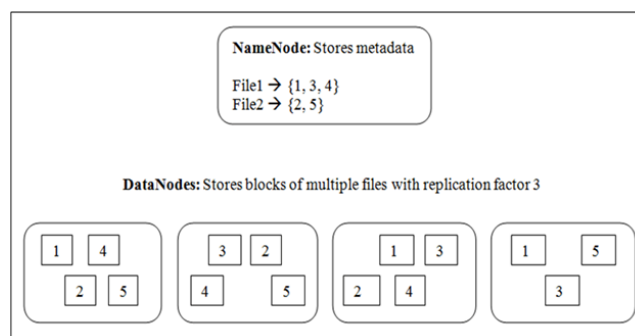 NameNode: Stores metadata
File1 → {1, 3, 4}
File2 → {2, 5}
DataNodes: Stores blocks of multiple files with replication factor 3
1 4
2 5
3 2
4 5
1 3
2 4
1 5
3